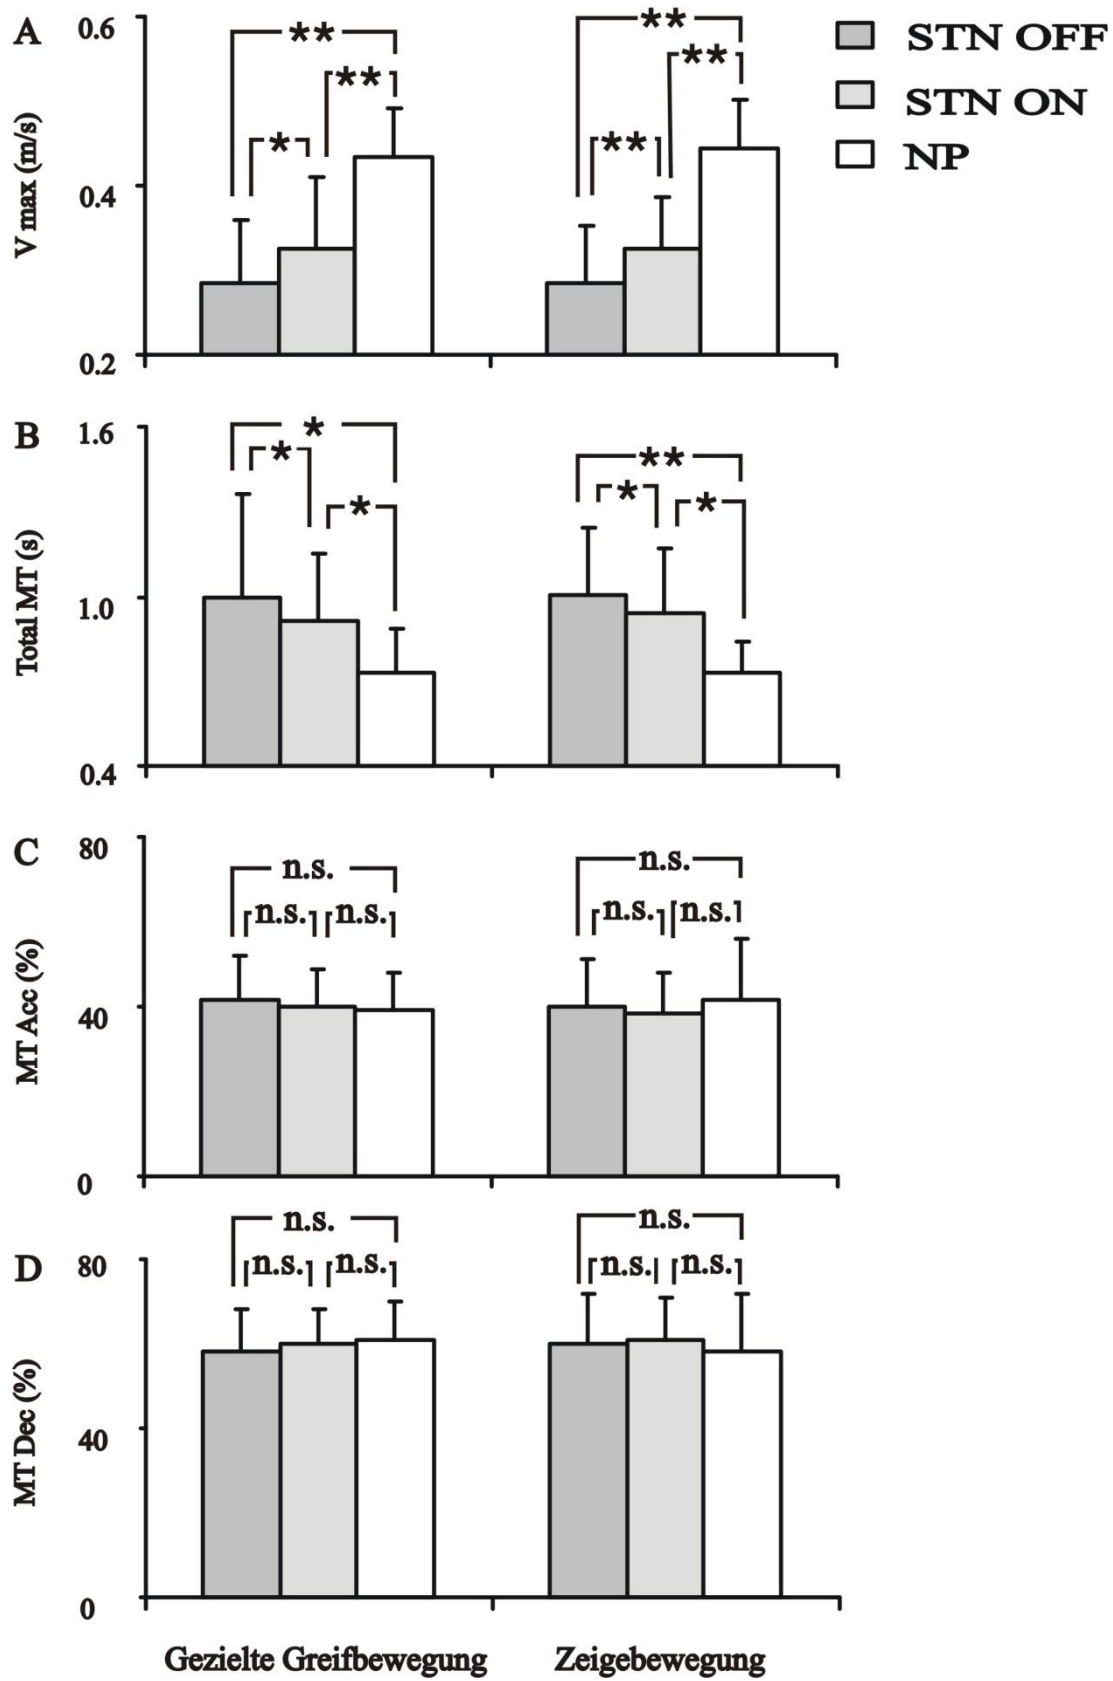 A
V max (m/s)
0.6
0.4
0.2
** ** * ** ** **
STN OFF
STN ON
NP
B
Total MT (s)
1.6
1.0
0.4
* * * ** * *
C
MT Acc (%)
80
40
0
n.s. n.s.
n.s. n.s. n.s. n.s.
D
MT Dec (%)
80
40
0
n.s. n.s.
n.s. n.s. n.s. n.s.
Gezielte Greifbewegung Zeigebewegung